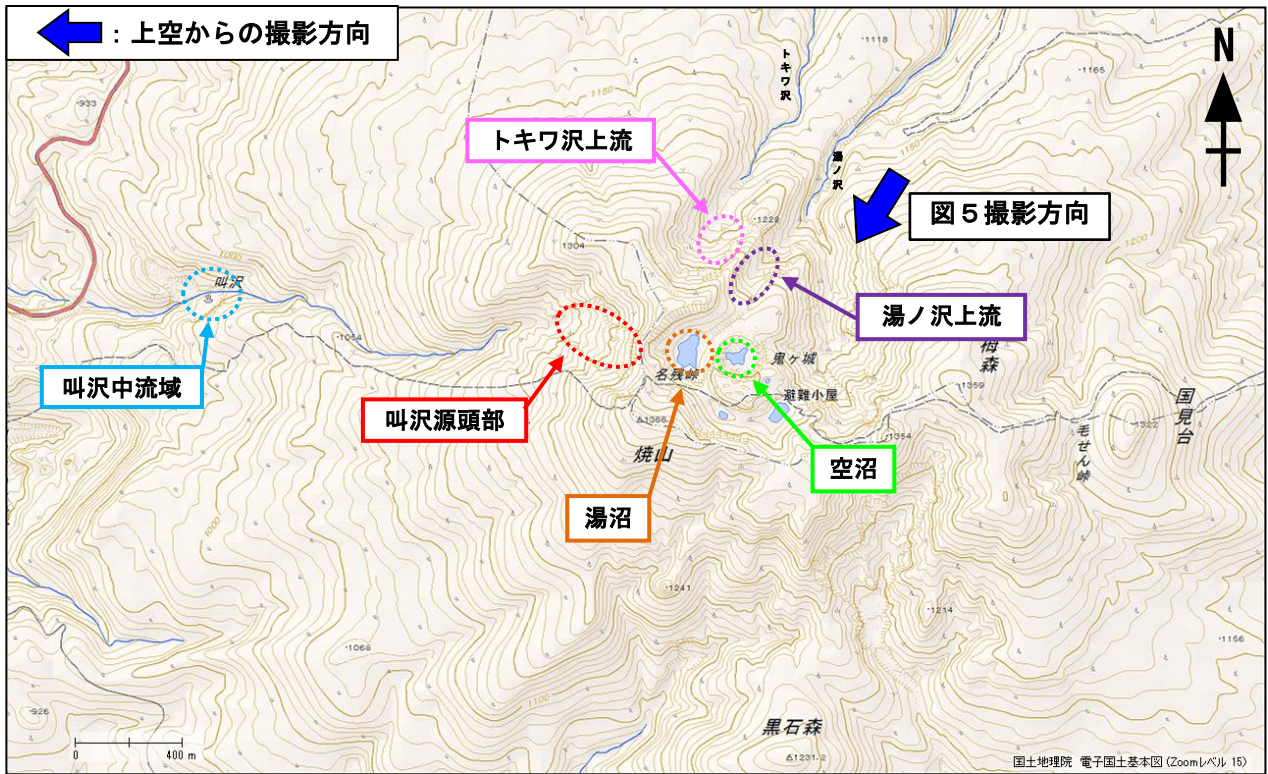 ：上空からの撮影方向
N
トキワ沢
・1118
・1165
・933
1150
トキワ沢上流
湯ノ沢
1150
図５撮影方向
・1228
1200
1304
1000
叫沢
湯ノ沢上流
・1054
鬼ヶ城
名残峠
避難小屋
・1359
国見台
叫沢中流域
叫沢源頭部
△1366
焼山
・1354
・1322
毛せん峠
空沼
湯沼
1000
・1241
・1214
・1156
・1068
1100
・926
黒石森
△1231.2
0
400 m
国土地理院 電子国土基本図(Zoomレベル 15)